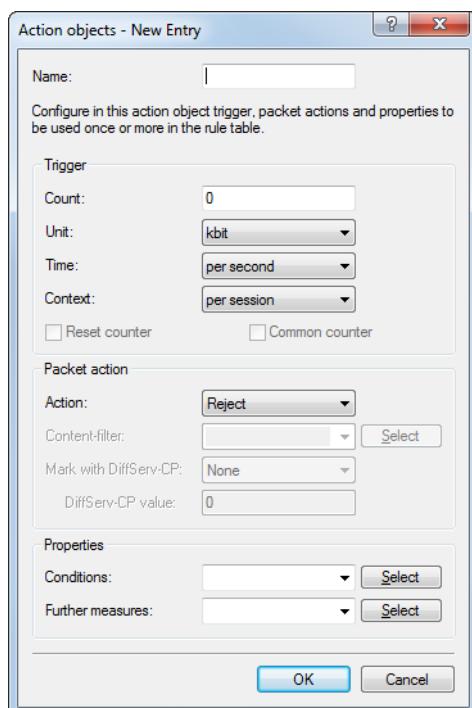 Action objects - New Entry
?
Name:
Configure in this action object trigger, packet actions and properties to
be used once or more in the rule table.
Trigger
Count: 0
Unit: kbit
Time: per second
Context: per session
Reset counter Common counter
Packet action
Action: Reject
Content-filter: Select
Mark with DiffServ-CP: None
DiffServ-CP value: 0
Properties
Conditions: Select
Further measures: Select
OK Cancel